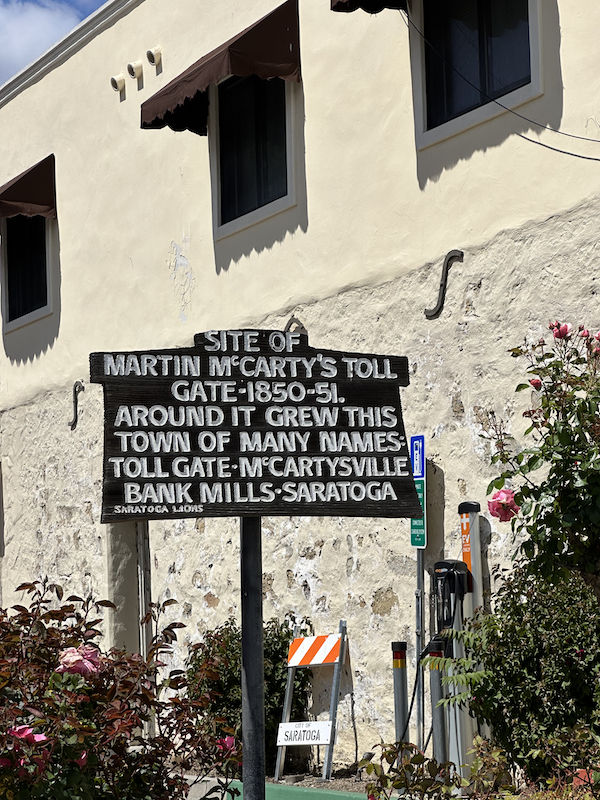 SITE OF
MARTIN McCARTY'S TOLL
GATE·1850-51.
AROUND IT GREW THIS
TOWN OF MANY NAMES·
TOLL GATE·McCARTYSVILLE
BANK MILLS·SARATOGA
SARATOGA LIONS
EV
CITY OF
SARATOGA